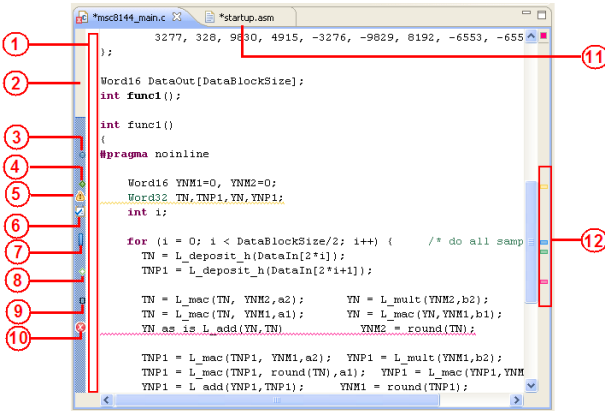 *msc8144_main.c
*startup.asm
3277, 328, 9830, 4915, -3276, -9829, 8192, -6553, -655
);
Word16 DataOut[DataBlockSize];
int func1();
int func1()
{
#pragma noinline
Word16 YNM1=0, YNM2=0;
Word32 TN,TNP1,YN,YNP1;
int i;
for (i = 0; i < DataBlockSize/2; i++) { /* do all samp
TN = L_deposit_h(DataIn[2*i]);
TNP1 = L_deposit_h(DataIn[2*i+1]);
TN = L_mac(TN, YNM2,a2); YN = L_mult(YNM2,b2);
TN = L_mac(TN, YNM1,a1); YN = L_mac(YN,YNM1,b1);
YN as is L_add(YN,TN) YNM2 = round(TN);
TNP1 = L_mac(TNP1, YNM1,a2); YNP1 = L_mult(YNM1,b2);
TNP1 = L_mac(TNP1, round(TN),a1); YNP1 = L_mac(YNP1,YNM
YNP1 = L_add(YNP1,TNP1); YNM1 = round(TNP1);
1
2
3
4
5
6
7
8
9
10
11
12